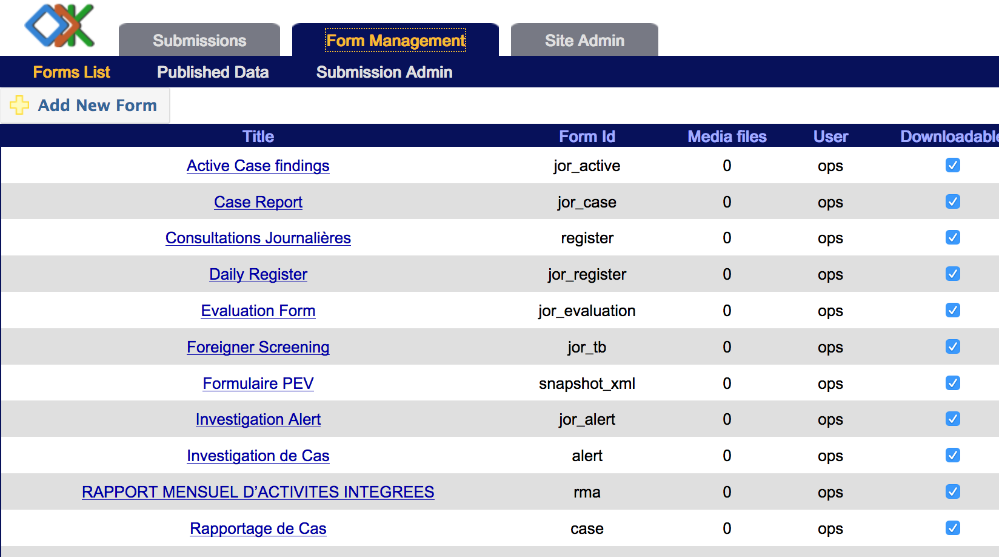 Submissions Form Management Site Admin
Forms List Published Data Submission Admin
Add New Form
Title Form Id Media files User Downloadable
Active Case findings jor_active 0 ops
Case Report jor_case 0 ops
Consultations Journalières register 0 ops
Daily Register jor_register 0 ops
Evaluation Form jor_evaluation 0 ops
Foreigner Screening jor_tb 0 ops
Formulaire PEV snapshot_xml 0 ops
Investigation Alert jor_alert 0 ops
Investigation de Cas alert 0 ops
RAPPORT MENSUEL D’ACTIVITES INTEGREES rma 0 ops
Rapportage de Cas case 0 ops